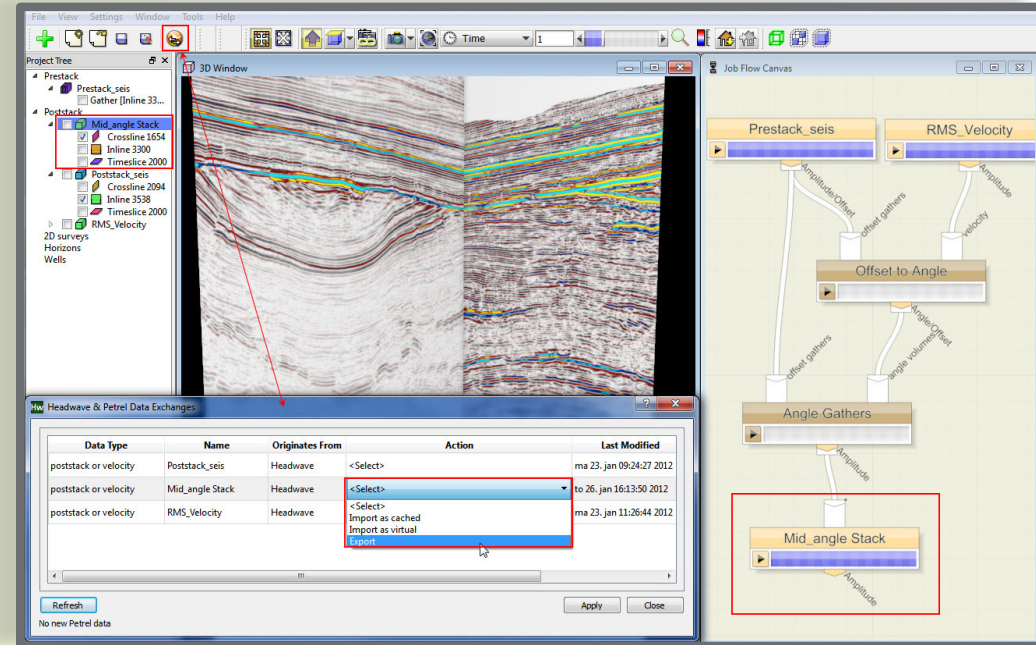 File View Settings Window Tools Help
Time
1
Project Tree
Prestack
Prestack_seis
Gather [Inline 33...
Poststack
Mid_angle Stack
Crossline 1654
Inline 3300
Timeslice 2000
Poststack_seis
Crossline 2094
Inline 3538
Timeslice 2000
RMS_Velocity
2D surveys
Horizons
Wells
3D Window
Job Flow Canvas
Prestack_seis
RMS_Velocity
Amplitude/Offset
Amplitude
offset gathers
velocity
Offset to Angle
Angle/Offset
offset gathers
angle volumes
Angle Gathers
Amplitude
Mid_angle Stack
Amplitude
Hw Headwave & Petrel Data Exchanges
Data Type Name Originates From Action Last Modified
poststack or velocity Poststack_seis Headwave <Select> ma 23. jan 09:24:27 2012
poststack or velocity Mid_angle Stack Headwave <Select> to 26. jan 16:13:50 2012
poststack or velocity RMS_Velocity Headwave ma 23. jan 11:26:44 2012
<Select>
Import as cached
Import as virtual
Export
Refresh
Apply Close
No new Petrel data